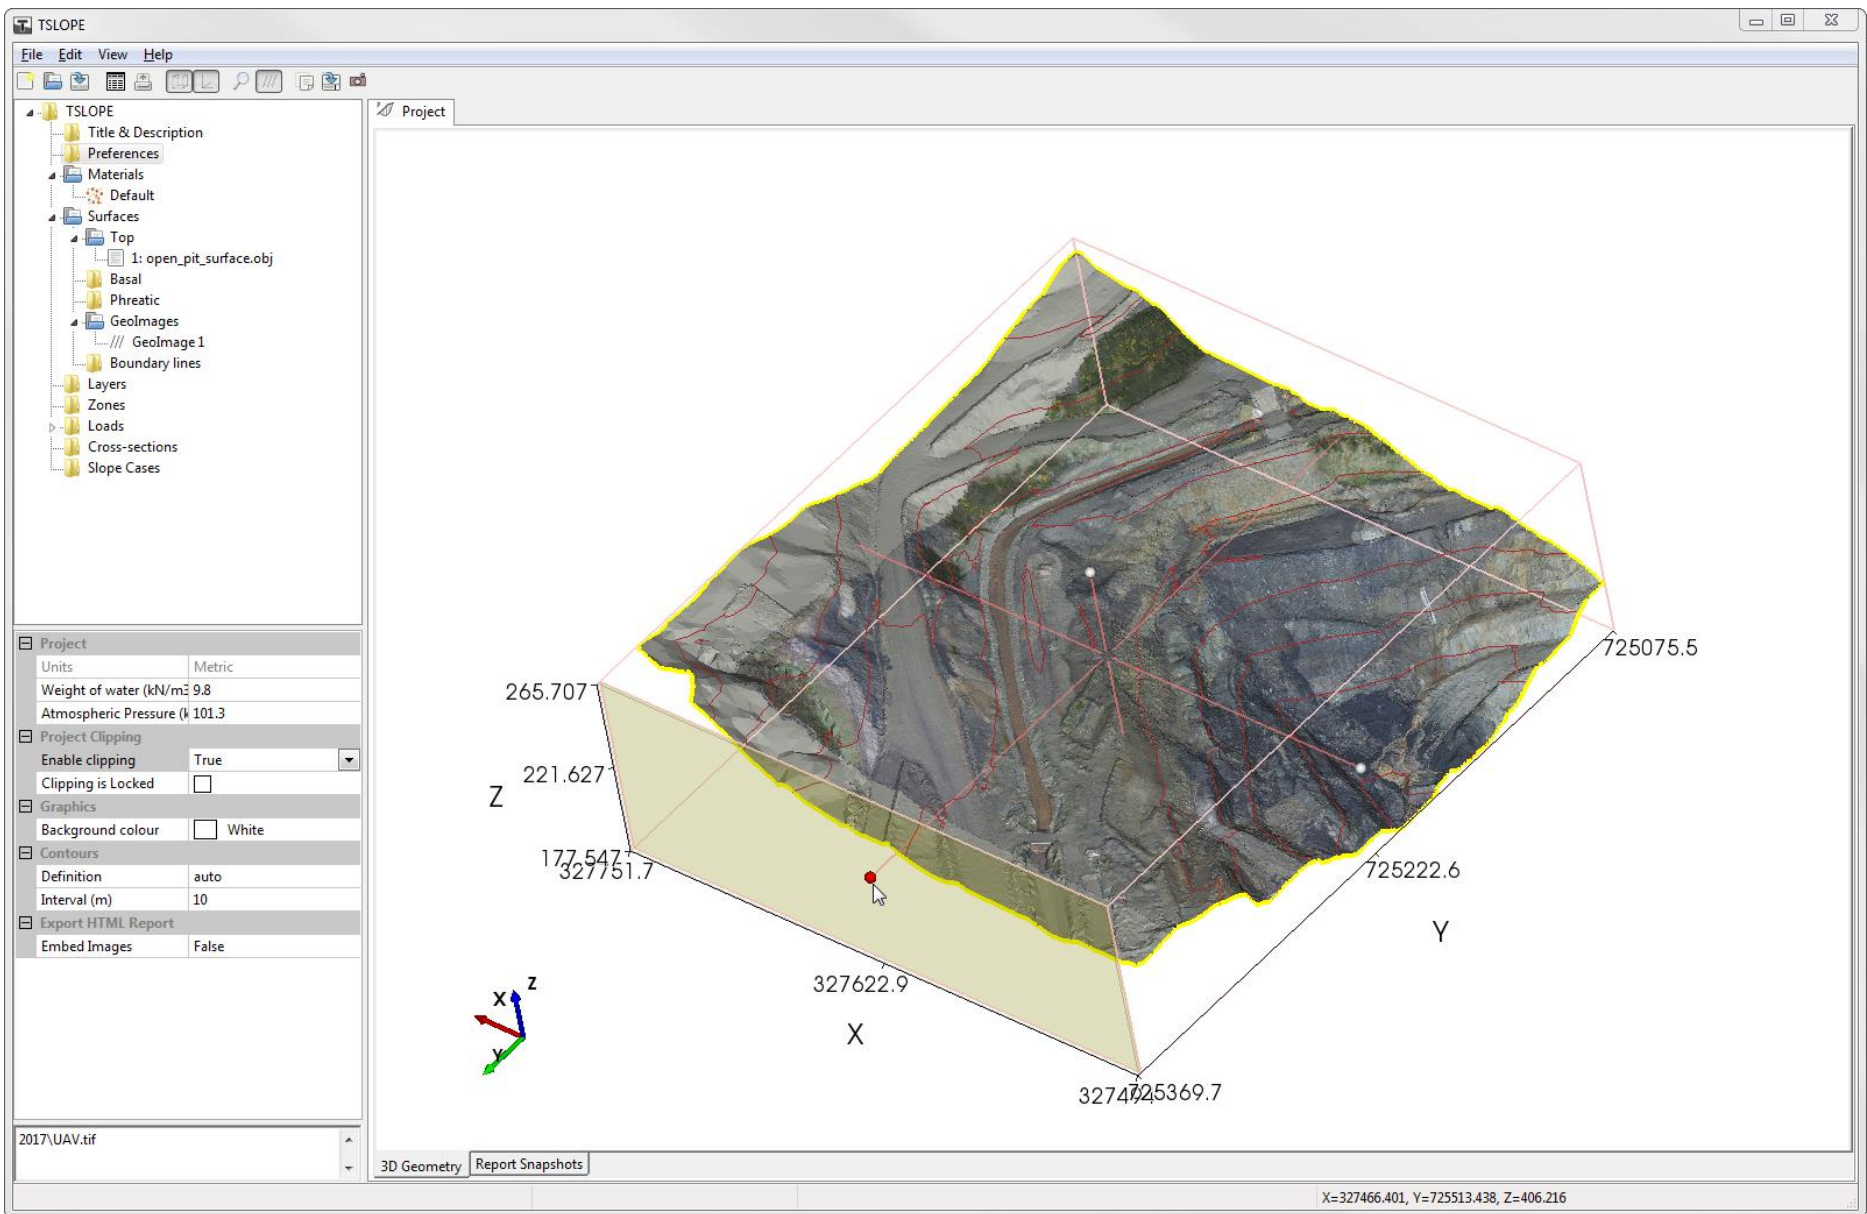 TSLOPE
File Edit View Help
TSLOPE
Title & Description
Preferences
Materials
Default
Surfaces
Top
1: open_pit_surface.obj
Basal
Phreatic
GeoImages
GeoImage 1
Boundary lines
Layers
Zones
Loads
Cross-sections
Slope Cases
Project
Units Metric
Weight of water (kN/m3 9.8
Atmospheric Pressure (k 101.3
Project Clipping
Enable clipping True
Clipping is Locked
Graphics
Background colour White
Contours
Definition auto
Interval (m) 10
Export HTML Report
Embed Images False
2017\UAV.tif
Project
725075.5
265.707
221.627
Z
177.547
327751.7
725222.6
Y
327622.9
X
725369.7
Z
X
Y
3D Geometry Report Snapshots
X=327466.401, Y=725513.438, Z=406.216